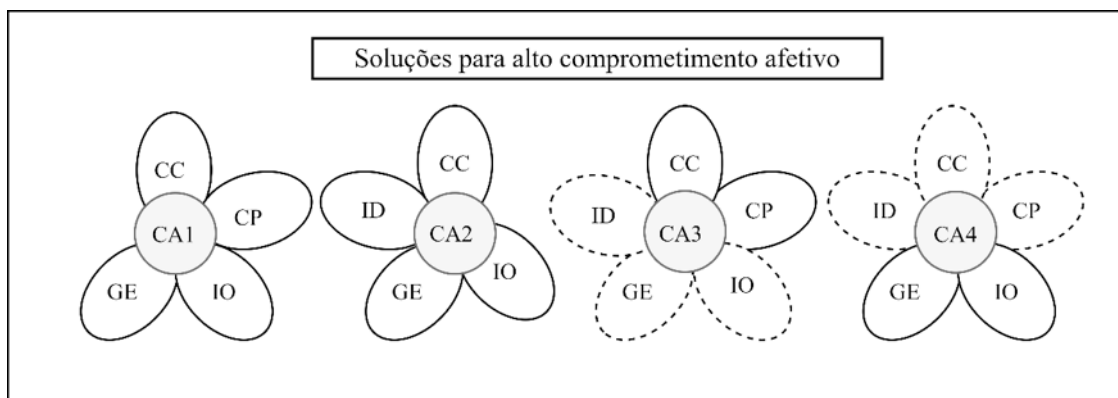 Soluções para alto comprometimento afetivo
CC
CP
CA1
GE
IO
CC
ID
CA2
GE
IO
CC
ID
CP
CA3
GE
IO
CC
ID
CP
CA4
GE
IO